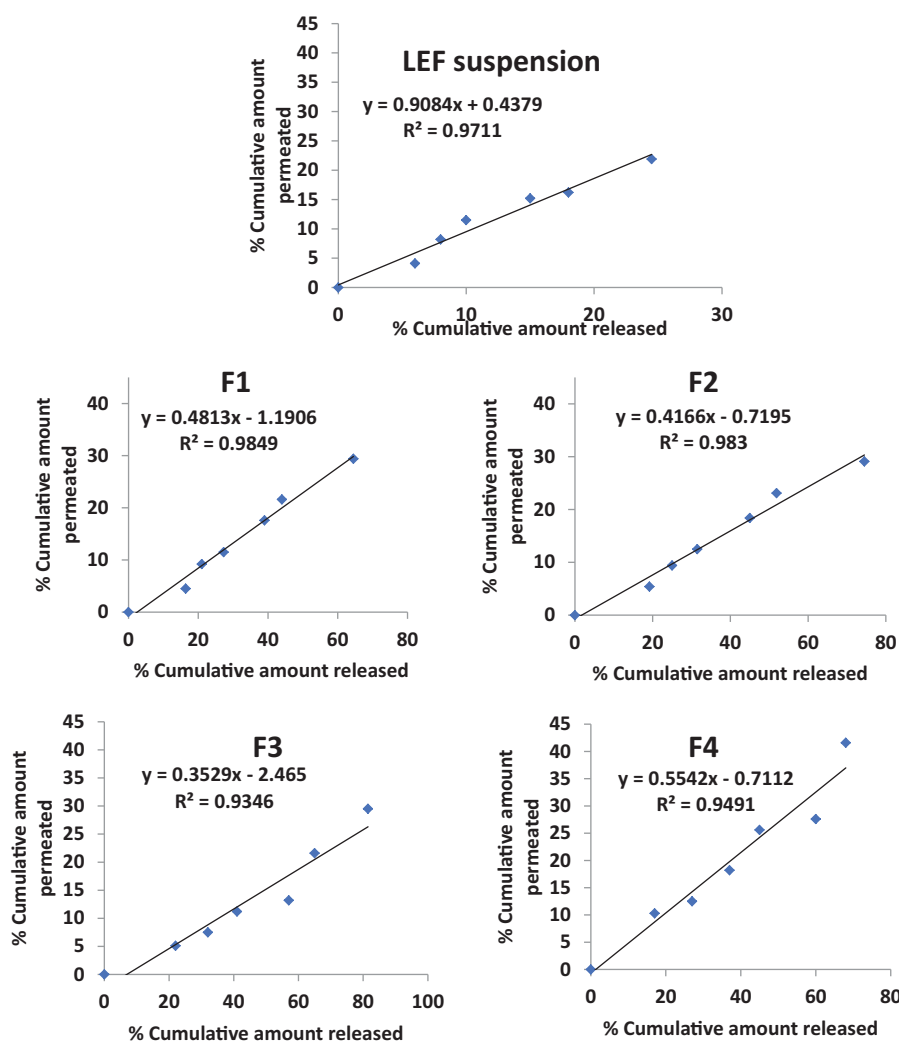 LEF suspension
y = 0.9084x + 0.4379
R² = 0.9711
% Cumulative amount
permeated
45
40
35
30
25
20
15
10
5
0
0 10 20 30
% Cumulative amount released
F1
y = 0.4813x - 1.1906
R² = 0.9849
% Cumulative amount
permeated
40
30
20
10
0
0 20 40 60 80
% Cumulative amount released
F2
y = 0.4166x - 0.7195
R² = 0.983
% Cumulative amount
permeated
40
30
20
10
0
0 20 40 60 80
% Cumulative amount released
F3
y = 0.3529x - 2.465
R² = 0.9346
% Cumulative amount
permeated
45
40
35
30
25
20
15
10
5
0
0 20 40 60 80 100
% Cumulative amount released
F4
y = 0.5542x - 0.7112
R² = 0.9491
% Cumulative amount
permeated
45
40
35
30
25
20
15
10
5
0
0 20 40 60 80
% Cumulative amount released